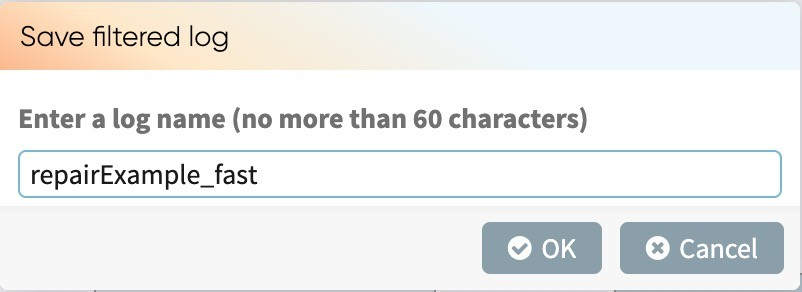 Save filtered log
Enter a log name (no more than 60 characters)
repairExample_fast
OK Cancel